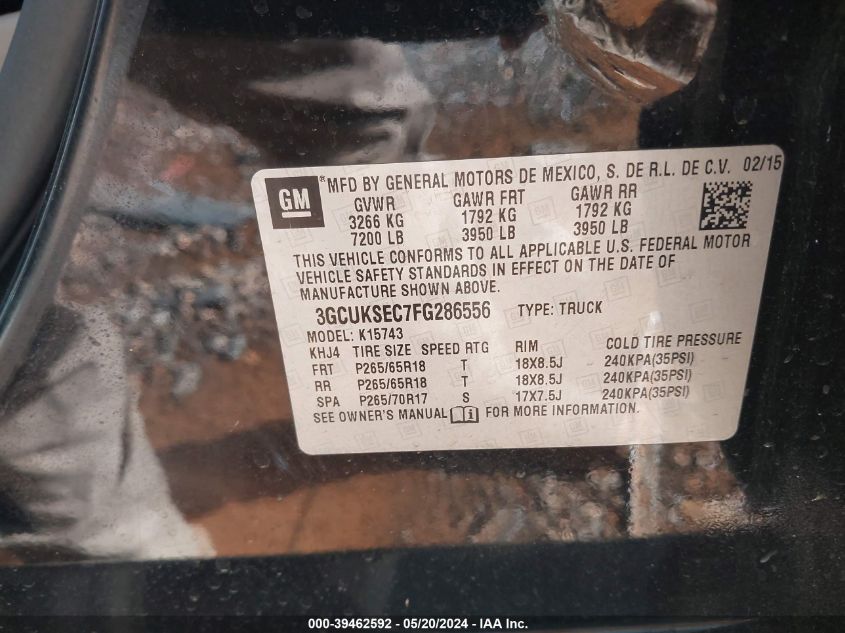 GM ®MFD BY GENERAL MOTORS DE MEXICO, S. DE R.L. DE C.V. 02/15
GVWR GAWR FRT GAWR RR
3266 KG 1792 KG 1792 KG
7200 LB 3950 LB 3950 LB
THIS VEHICLE CONFORMS TO ALL APPLICABLE U.S. FEDERAL MOTOR
VEHICLE SAFETY STANDARDS IN EFFECT ON THE DATE OF
MANUFACTURE SHOWN ABOVE.
3GCUKSEC7FG286556 TYPE: TRUCK
MODEL: K15743
KHJ4 TIRE SIZE SPEED RTG RIM COLD TIRE PRESSURE
FRT P265/65R18 T 18X8.5J 240KPA(35PSI)
RR P265/65R18 T 18X8.5J 240KPA(35PSI)
SPA P265/70R17 S 17X7.5J 240KPA(35PSI)
SEE OWNER'S MANUAL i FOR MORE INFORMATION.
000-39462592 - 05/20/2024 - IAA Inc.